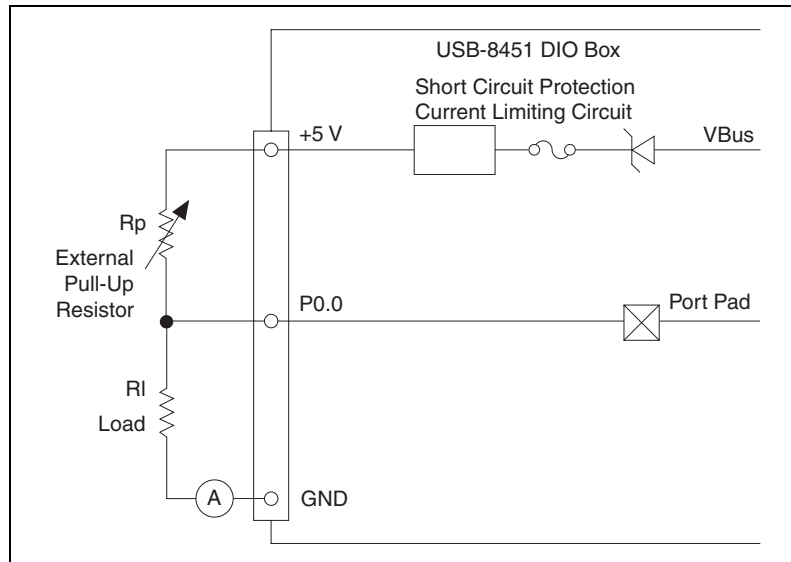 USB-8451 DIO Box
Short Circuit Protection
Current Limiting Circuit
+5 V
VBus
Rp
External
Pull-Up
Resistor
P0.0
Port Pad
Rl
Load
A
GND